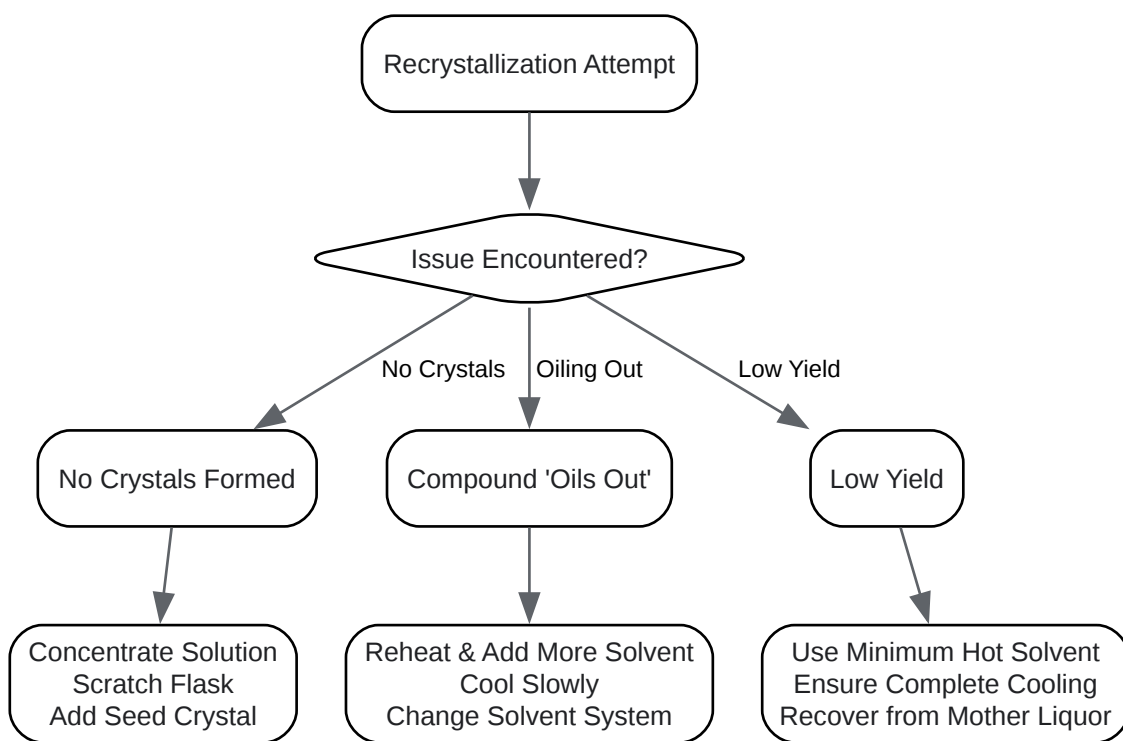 Recrystallization Attempt
Issue Encountered?
No Crystals
Oiling Out
Low Yield
No Crystals Formed
Compound 'Oils Out'
Low Yield
Concentrate Solution
Scratch Flask
Add Seed Crystal
Reheat & Add More Solvent
Cool Slowly
Change Solvent System
Use Minimum Hot Solvent
Ensure Complete Cooling
Recover from Mother Liquor